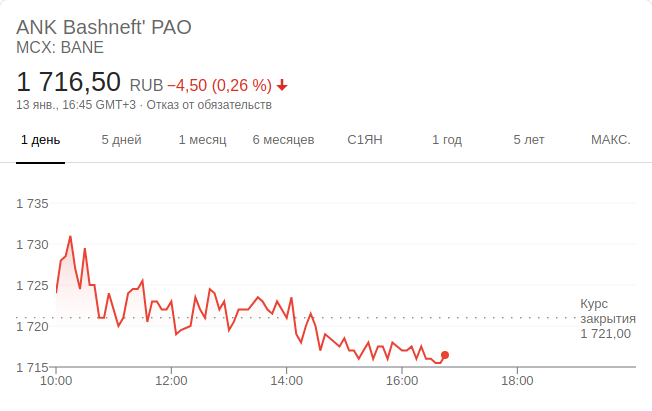 ANK Bashneft' PAO
MCX: BANE
1 716,50 RUB −4,50 (0,26 %)
13 янв., 16:45 GMT+3 · Отказ от обязательств
1 день 5 дней 1 месяц 6 месяцев С1ЯН 1 год 5 лет МАКС.
1 735
1 730
1 725
1 720
1 715
Курс
закрытия
1 721,00
10:00 12:00 14:00 16:00 18:00